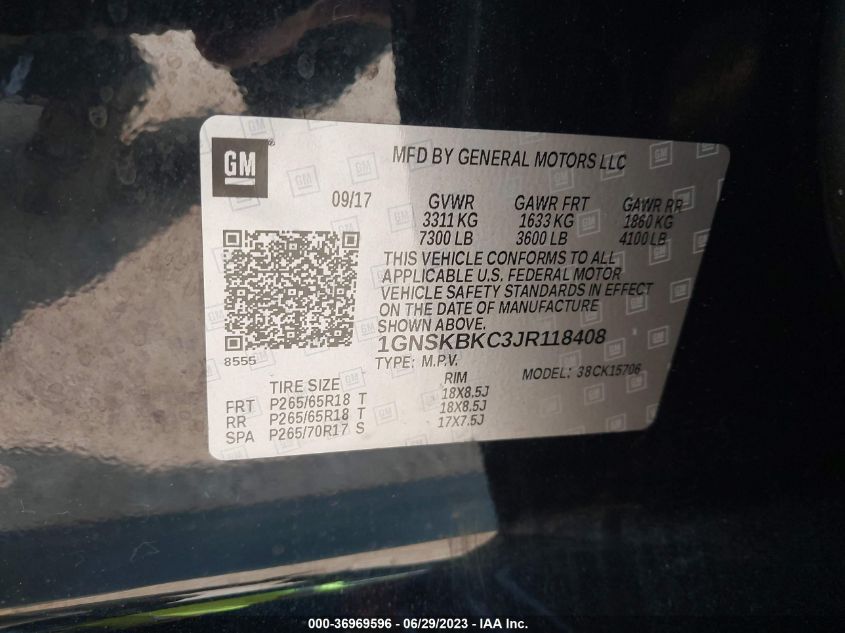 GM
MFD BY GENERAL MOTORS LLC
09/17 GVWR GAWR FRT GAWR RR
3311 KG 1633 KG 1860 KG
7300 LB 3600 LB 4100 LB
THIS VEHICLE CONFORMS TO ALL
APPLICABLE U.S. FEDERAL MOTOR
VEHICLE SAFETY STANDARDS IN EFFECT
ON THE DATE OF MANUFACTURE
SHOWN ABOVE.
1GNSKBKC3JR118408
8555 TYPE: M.P.V. MODEL: 38CK15706
TIRE SIZE RIM
FRT P265/65R18 T 18X8.5J
RR P265/65R18 T 18X8.5J
SPA P265/70R17 S 17X7.5J
000-36969596 - 06/29/2023 - IAA Inc.